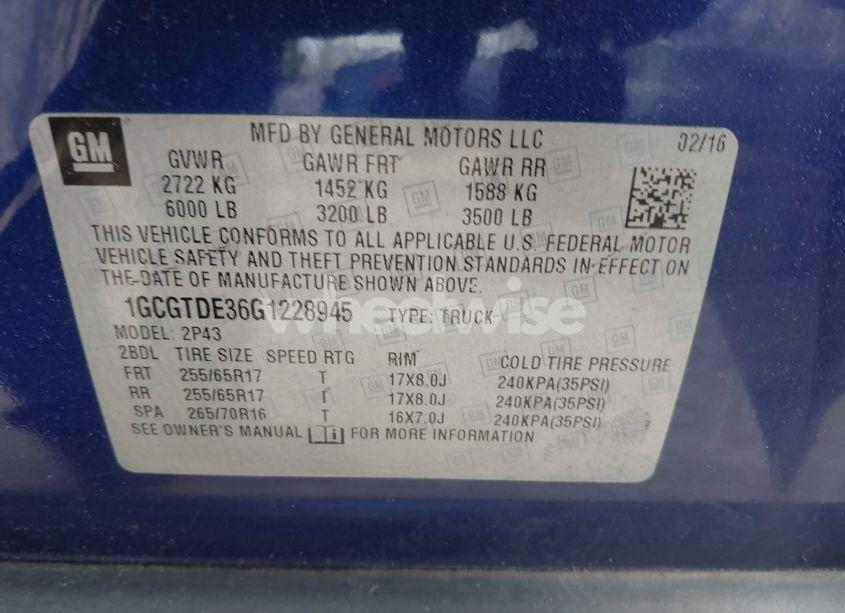 GM
MFD BY GENERAL MOTORS LLC 02/16
GVWR GAWR FRT GAWR RR
2722 KG 1452 KG 1588 KG
6000 LB 3200 LB 3500 LB
THIS VEHICLE CONFORMS TO ALL APPLICABLE U.S. FEDERAL MOTOR
VEHICLE SAFETY AND THEFT PREVENTION STANDARDS IN EFFECT ON
THE DATE OF MANUFACTURE SHOWN ABOVE.
1GCGTDE36G1228945 TYPE: TRUCK
wheelwise
MODEL: 2P43
2BDL TIRE SIZE SPEED RTG RIM COLD TIRE PRESSURE
FRT 255/65R17 T 17X8.0J 240KPA(35PSI)
RR 255/65R17 T 17X8.0J 240KPA(35PSI)
SPA 265/70R16 T 16X7.0J 240KPA(35PSI)
SEE OWNER'S MANUAL FOR MORE INFORMATION